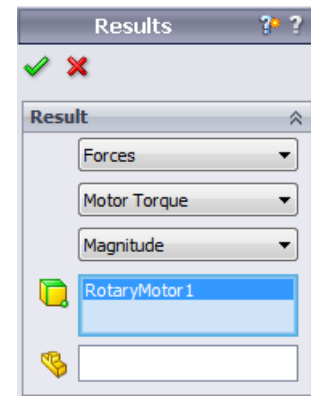 Results ? ?
Result
Forces
Motor Torque
Magnitude
RotaryMotor1